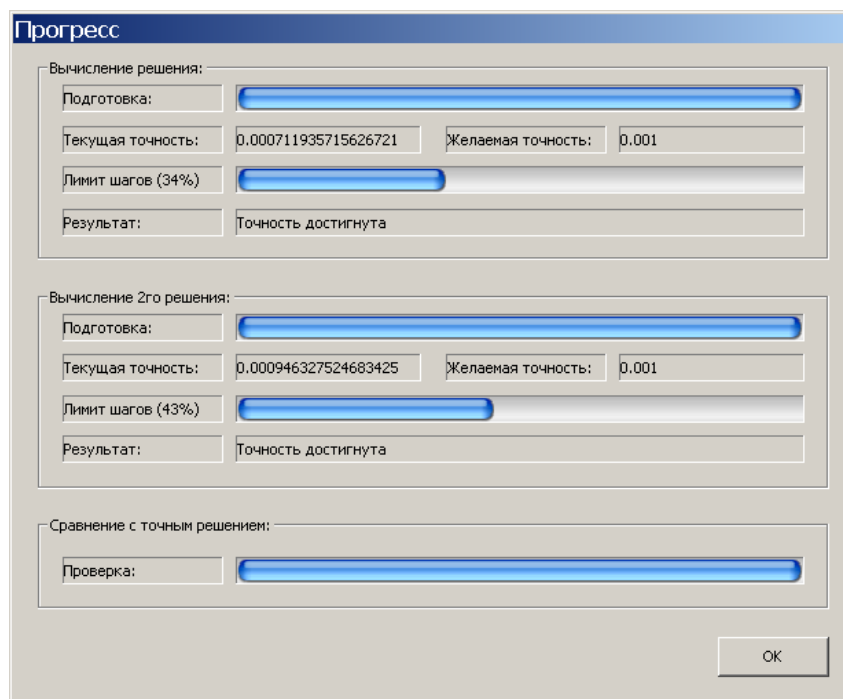 Прогресс
Вычисление решения:
Подготовка:
Текущая точность: 0.000711935715626721 Желаемая точность: 0.001
Лимит шагов (34%)
Результат: Точность достигнута
Вычисление 2го решения:
Подготовка:
Текущая точность: 0.000946327524683425 Желаемая точность: 0.001
Лимит шагов (43%)
Результат: Точность достигнута
Сравнение с точным решением:
Проверка:
OK